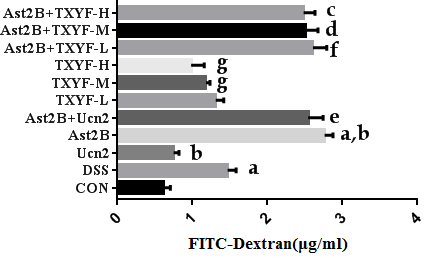 Ast2B+TXYF-H c
Ast2B+TXYF-M d
Ast2B+TXYF-L f
TXYF-H g
TXYF-M g
TXYF-L
Ast2B+Ucn2 e
Ast2B a,b
Ucn2 b
DSS a
CON
0 1 2 3 4
FITC-Dextran(μg/ml)